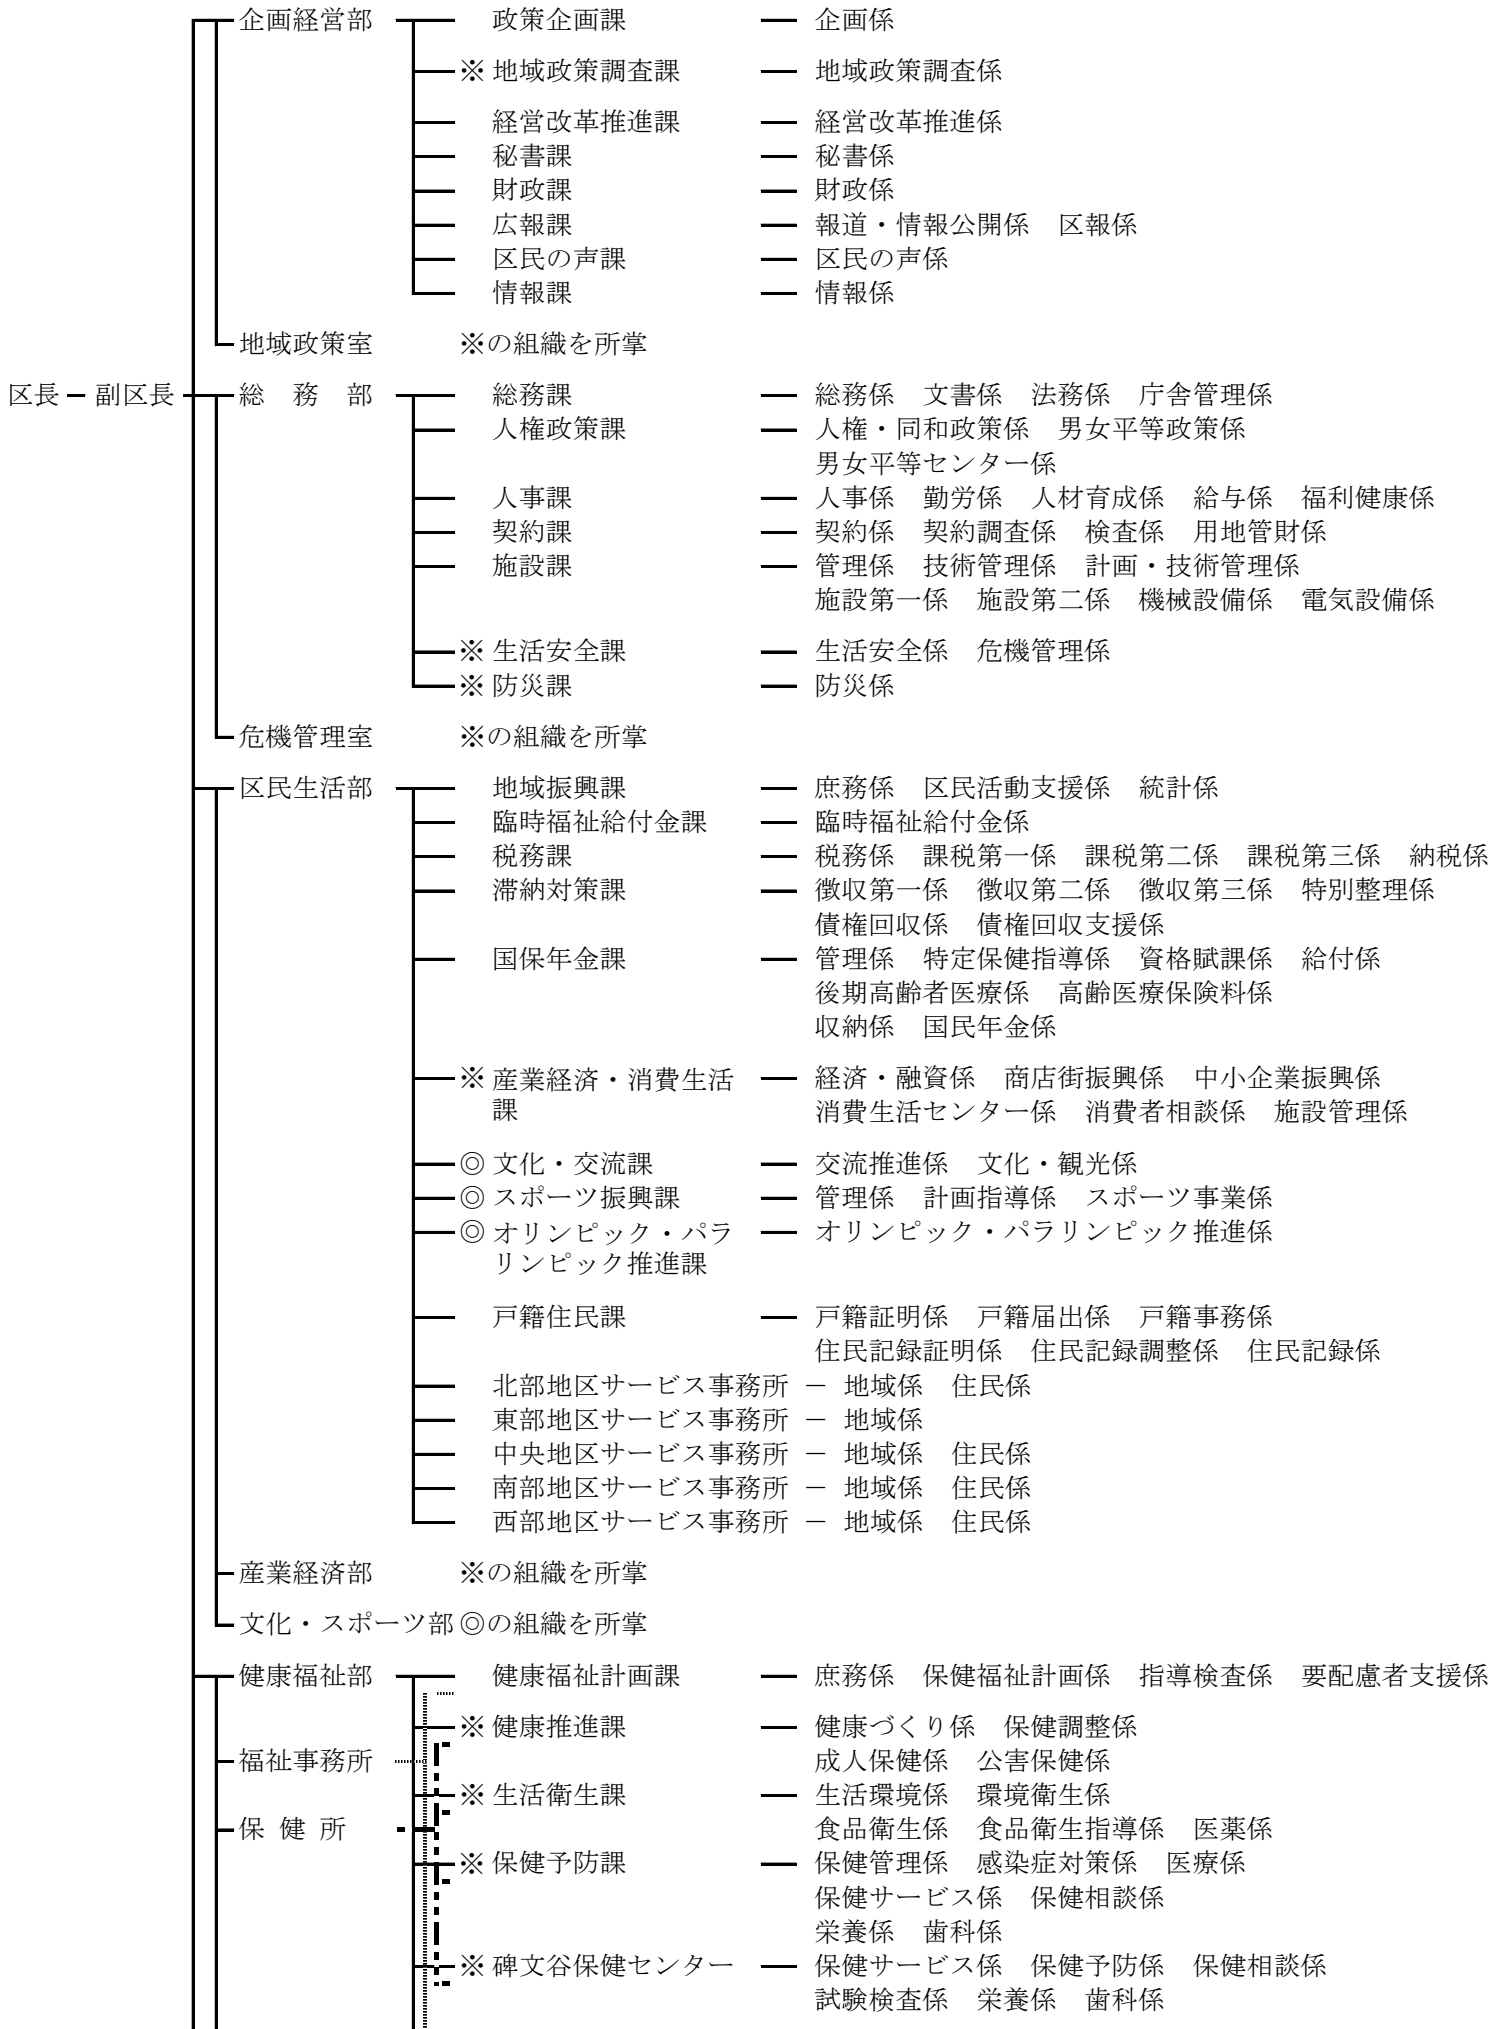 企画経営部 政策企画課 企画係
※ 地域政策調査課 地域政策調査係
経営改革推進課 経営改革推進係
秘書課 秘書係
財政課 財政係
広報課 報道・情報公開係 区報係
区民の声課 区民の声係
情報課 情報係
地域政策室 ※の組織を所掌
区長 副区長 総務部 総務課 総務係 文書係 法務係 庁舎管理係
人権政策課 人権・同和政策係 男女平等政策係
男女平等センター係
人事課 人事係 勤労係 人材育成係 給与係 福利健康係
契約課 契約係 契約調査係 検査係 用地管財係
施設課 管理係 技術管理係 計画・技術管理係
施設第一係 施設第二係 機械設備係 電気設備係
※ 生活安全課 生活安全係 危機管理係
※ 防災課 防災係
危機管理室 ※の組織を所掌
区民生活部 地域振興課 庶務係 区民活動支援係 統計係
臨時福祉給付金課 臨時福祉給付金係
税務課 税務係 課税第一係 課税第二係 課税第三係 納税係
滞納対策課 徴収第一係 徴収第二係 徴収第三係 特別整理係
債権回収係 債権回収支援係
国保年金課 管理係 特定保健指導係 資格賦課係 給付係
後期高齢者医療係 高齢医療保険料係
収納係 国民年金係
※ 産業経済・消費生活 経済・融資係 商店街振興係 中小企業振興係
課 消費生活センター係 消費者相談係 施設管理係
◎ 文化・交流課 交流推進係 文化・観光係
◎ スポーツ振興課 管理係 計画指導係 スポーツ事業係
◎ オリンピック・パラ オリンピック・パラリンピック推進係
リンピック推進課
戸籍住民課 戸籍証明係 戸籍届出係 戸籍事務係
住民記録証明係 住民記録調整係 住民記録係
北部地区サービス事務所 － 地域係 住民係
東部地区サービス事務所 － 地域係
中央地区サービス事務所 － 地域係 住民係
南部地区サービス事務所 － 地域係 住民係
西部地区サービス事務所 － 地域係 住民係
産業経済部 ※の組織を所掌
文化・スポーツ部 ◎の組織を所掌
健康福祉部 健康福祉計画課 庶務係 保健福祉計画係 指導検査係 要配慮者支援係
※ 健康推進課 健康づくり係 保健調整係
福祉事務所 成人保健係 公害保健係
※ 生活衛生課 生活環境係 環境衛生係
保健所 食品衛生係 食品衛生指導係 医薬係
※ 保健予防課 保健管理係 感染症対策係 医療係
保健サービス係 保健相談係
栄養係 歯科係
※ 碑文谷保健センター 保健サービス係 保健予防係 保健相談係
試験検査係 栄養係 歯科係